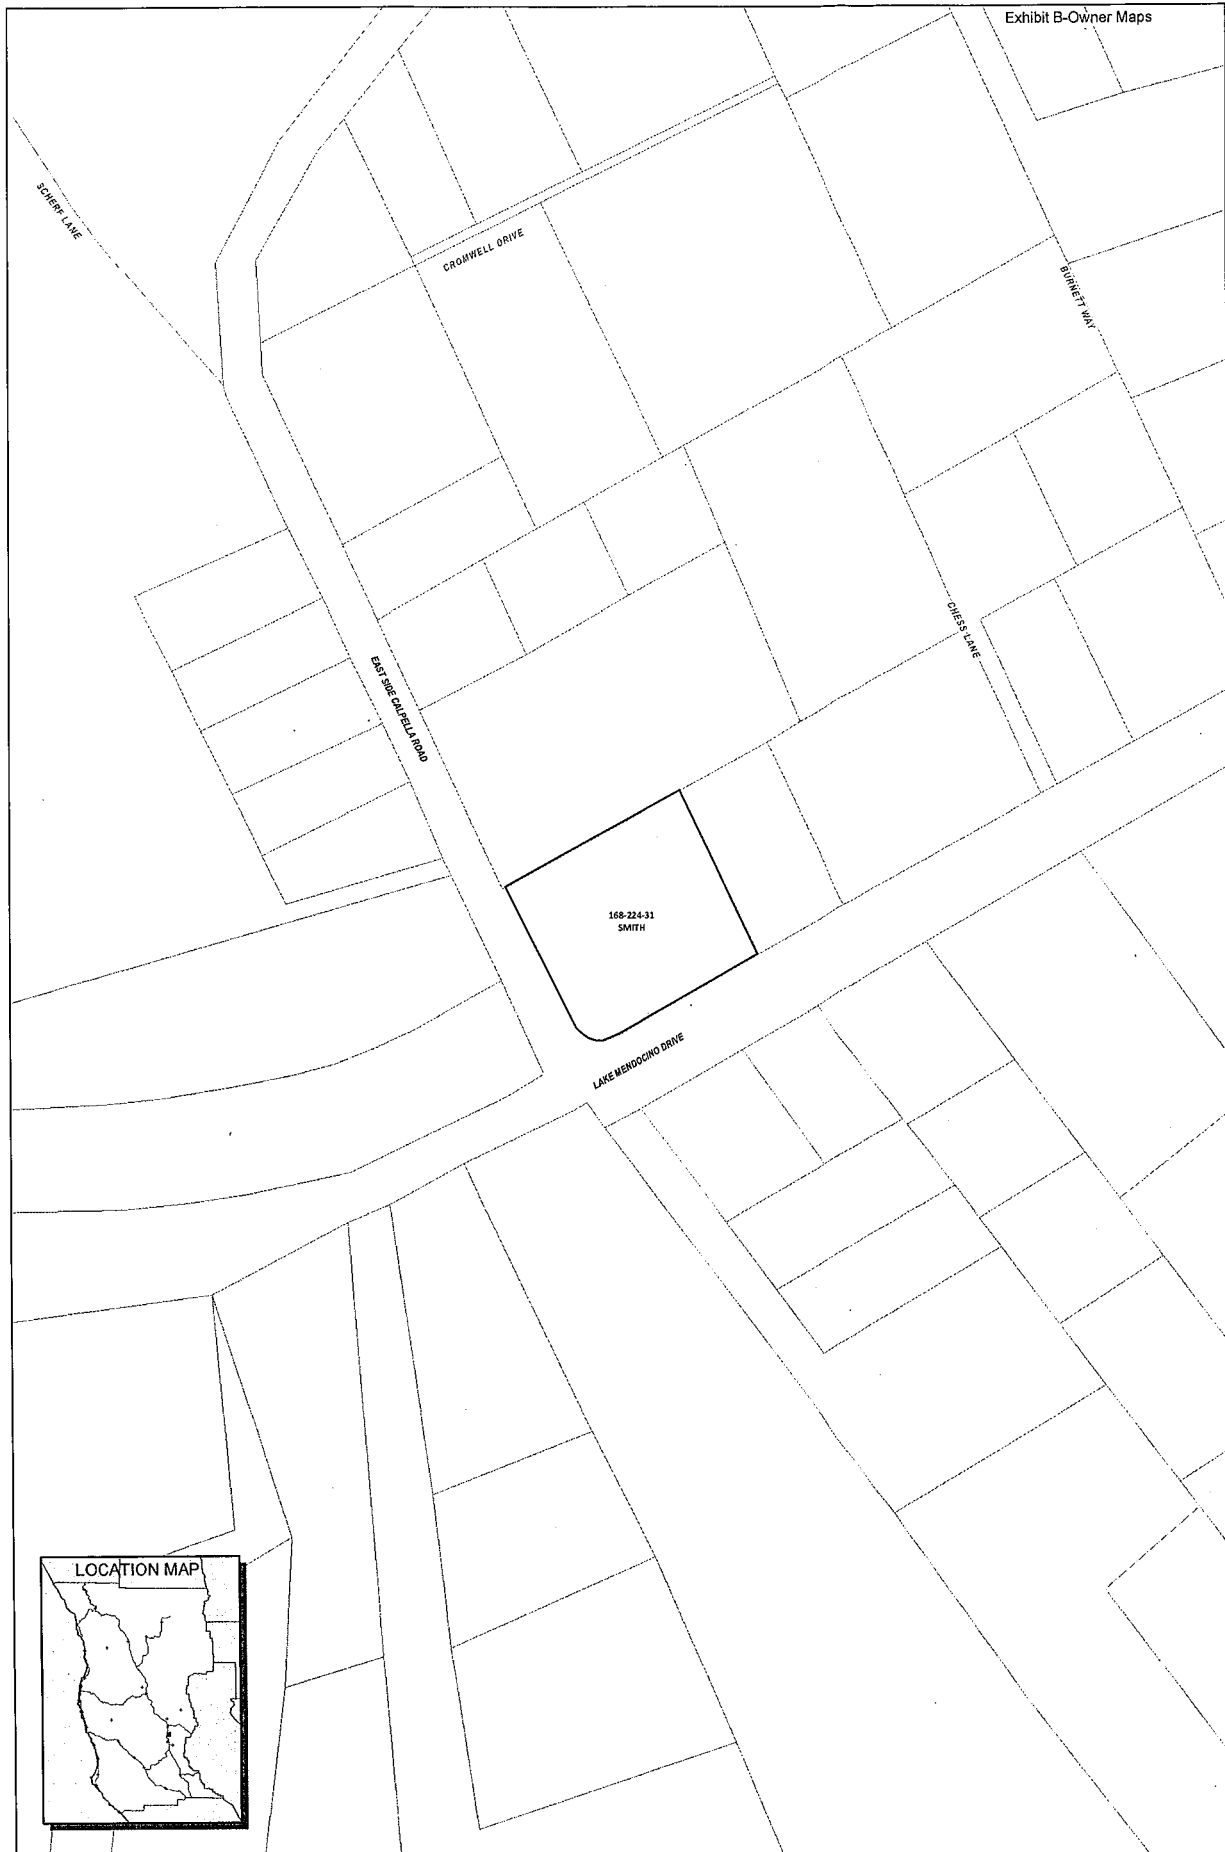 Exhibit B-Owner Maps
SCHERF LANE
CROMWELL DRIVE
BURNETT WAY
CHESS LANE
EAST SIDE CALPELLA ROAD
168-224-31
SMITH
LAKE MENDOCINO DRIVE
LOCATION MAP